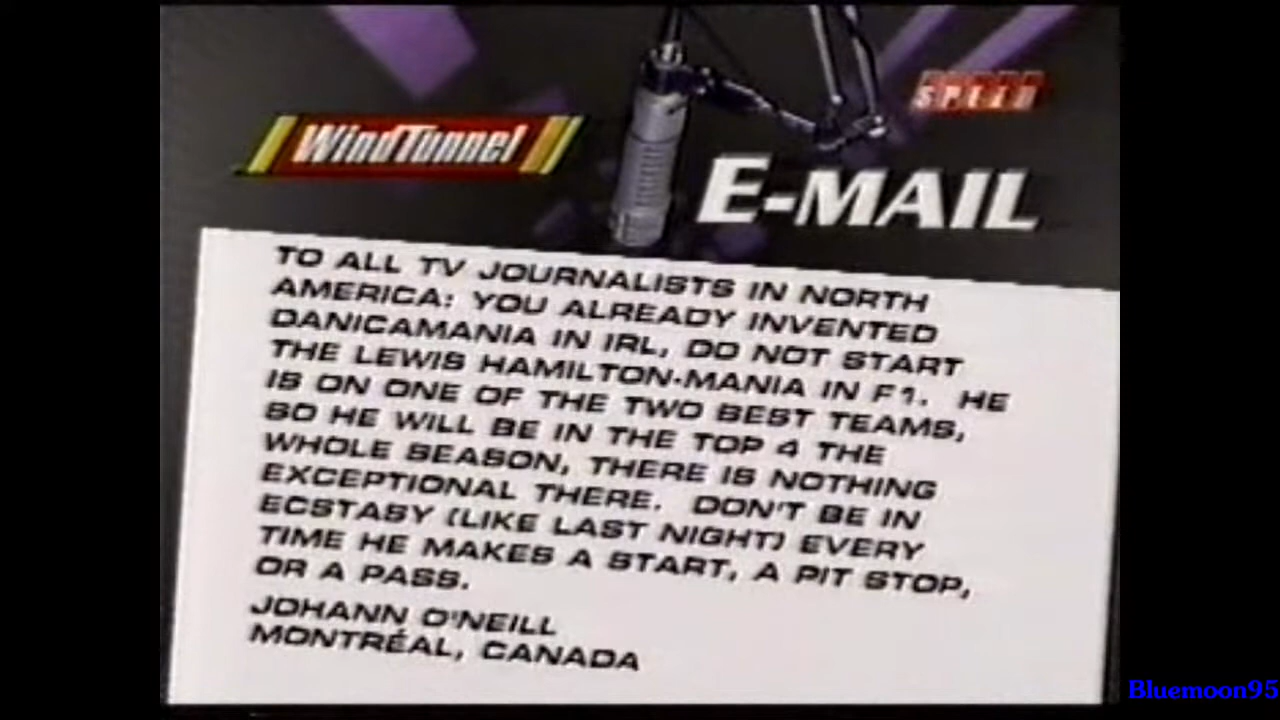 SPEED
WindTunnel
E-MAIL
TO ALL TV JOURNALISTS IN NORTH
AMERICA: YOU ALREADY INVENTED
DANICAMANIA IN IRL, DO NOT START
THE LEWIS HAMILTON-MANIA IN F1. HE
IS ON ONE OF THE TWO BEST TEAMS,
SO HE WILL BE IN THE TOP 4 THE
WHOLE SEASON, THERE IS NOTHING
EXCEPTIONAL THERE. DON'T BE IN
ECSTASY (LIKE LAST NIGHT) EVERY
TIME HE MAKES A START, A PIT STOP,
OR A PASS.
JOHANN O'NEILL
MONTRÉAL, CANADA
Bluemoon95